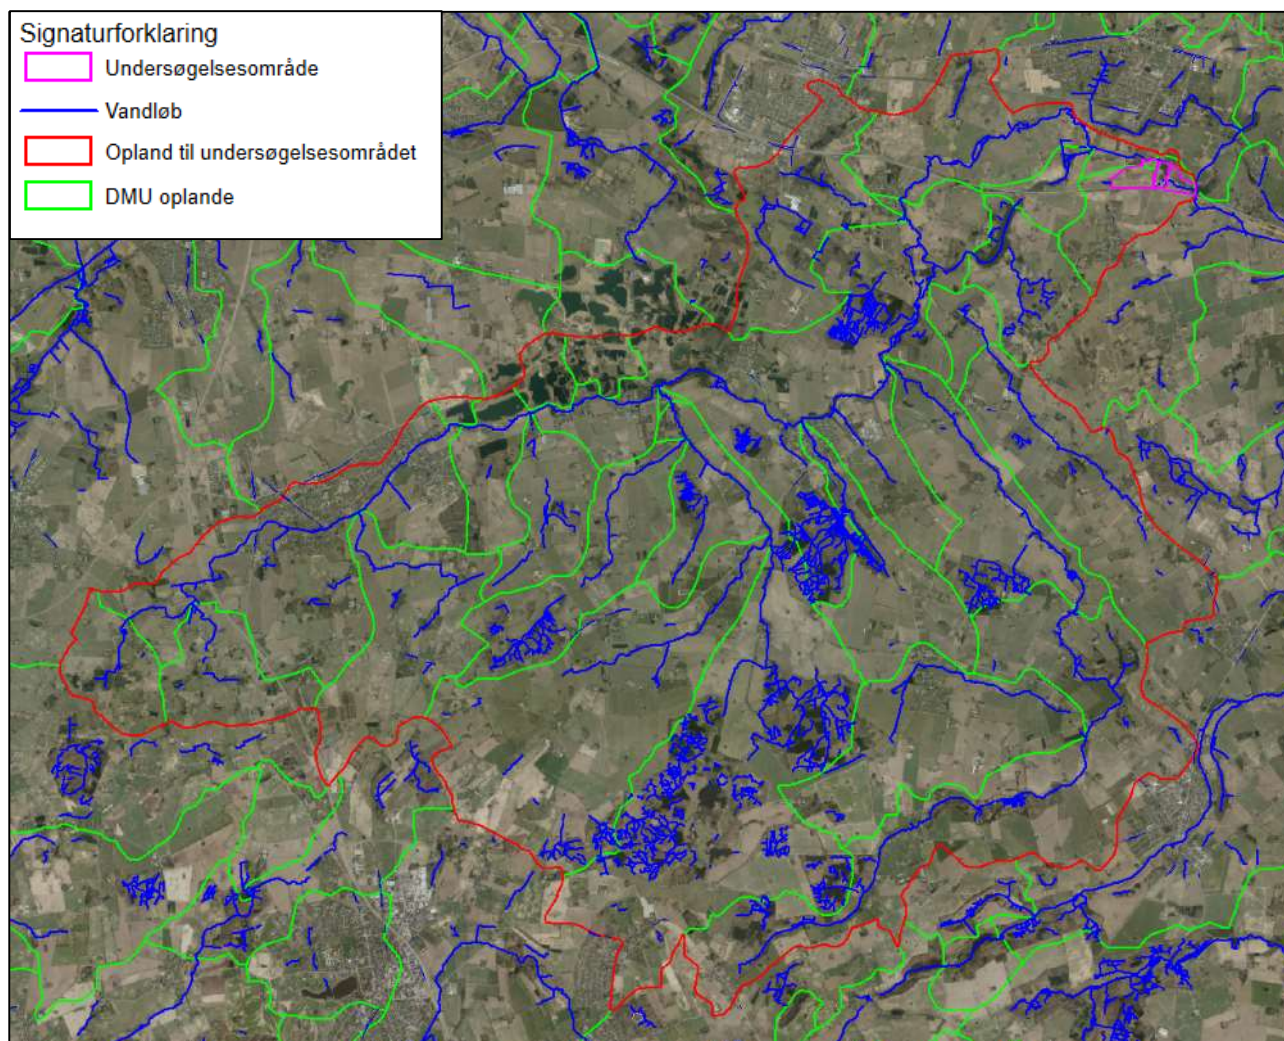 Signaturforklaring
Undersøgelsesområde
Vandløb
Opland til undersøgelsesområdet
DMU oplande